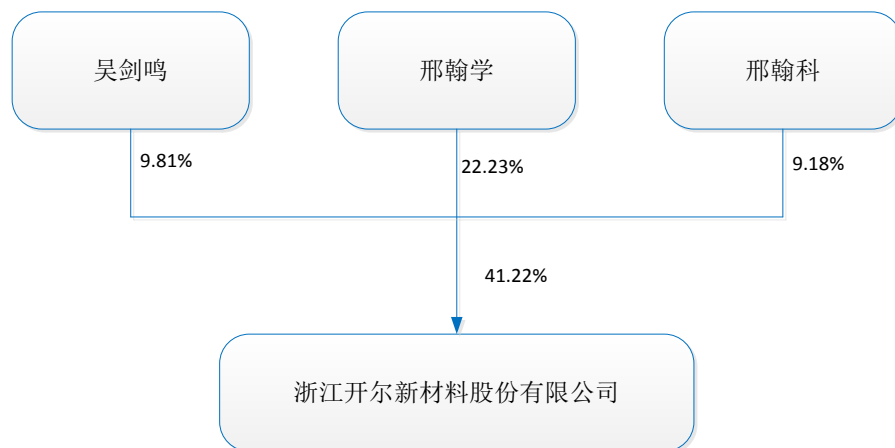 吴剑鸣
邢翰学
邢翰科
9.81%
22.23%
9.18%
41.22%
浙江开尔新材料股份有限公司